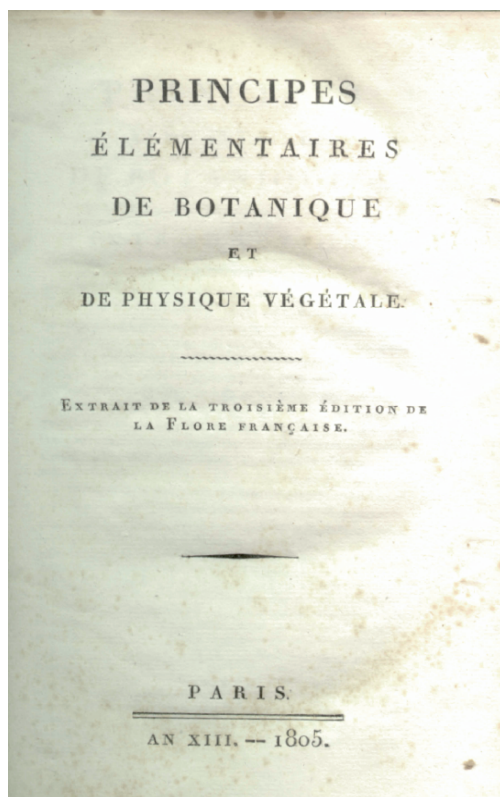 PRINCIPES
ÉLÉMENTAIRES
DE BOTANIQUE
ET
DE PHYSIQUE VÉGÉTALE.
EXTRAIT DE LA TROISIÈME ÉDITION DE
LA FLORE FRANÇAISE.
PARIS.
AN XIII. — 1805.